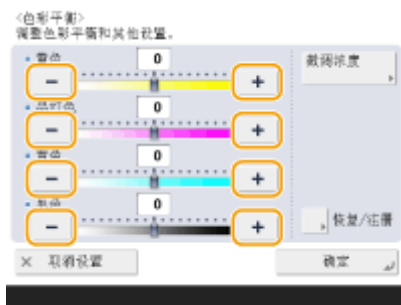 <色彩平衡>
调整色彩平衡和其他设置。
黄色
0
微调浓度
品红色
0
青色
0
黑色
0
恢复/注册
× 取消设置
确定